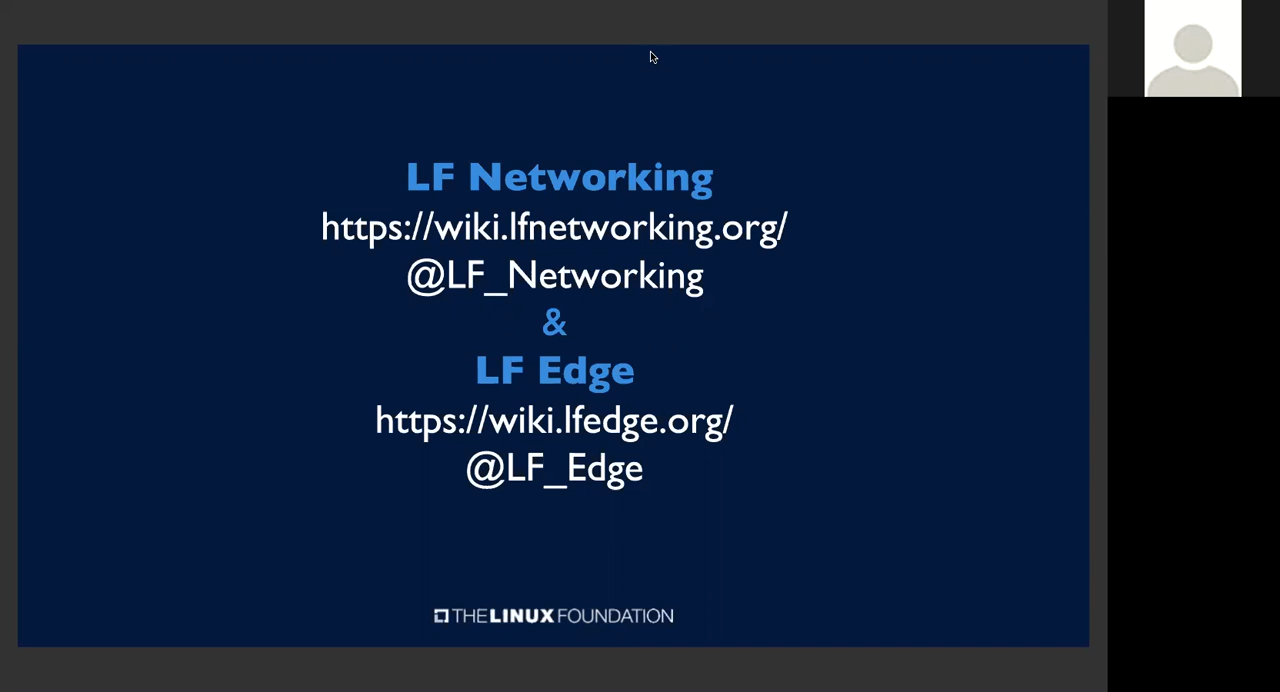 LF Networking
https://wiki.lfnetworking.org/
@LF_Networking
&
LF Edge
https://wiki.lfedge.org/
@LF_Edge
THE LINUX FOUNDATION